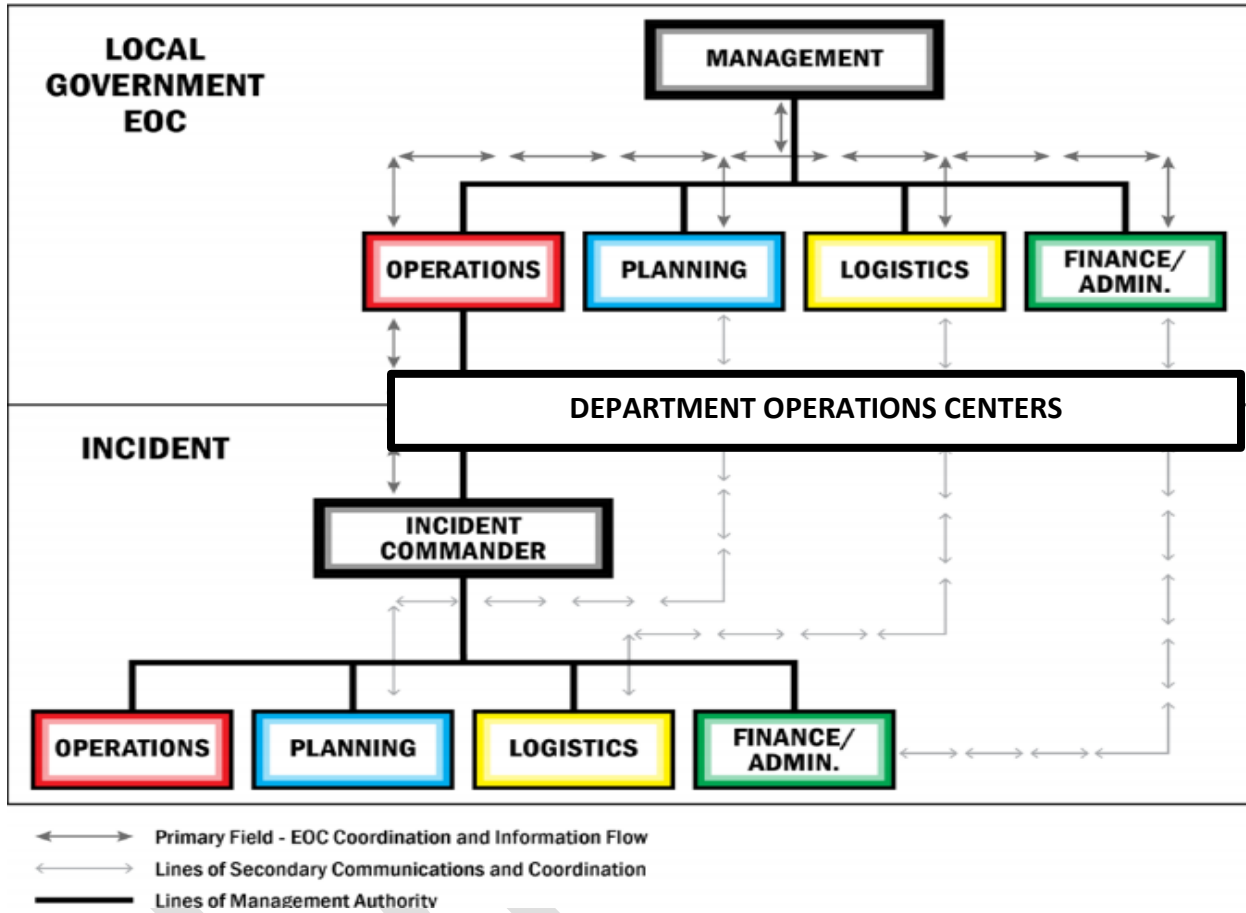 LOCAL
GOVERNMENT
EOC
MANAGEMENT
OPERATIONS
PLANNING
LOGISTICS
FINANCE/
ADMIN.
DEPARTMENT OPERATIONS CENTERS
INCIDENT
INCIDENT
COMMANDER
OPERATIONS
PLANNING
LOGISTICS
FINANCE/
ADMIN.
Primary Field - EOC Coordination and Information Flow
Lines of Secondary Communications and Coordination
Lines of Management Authority